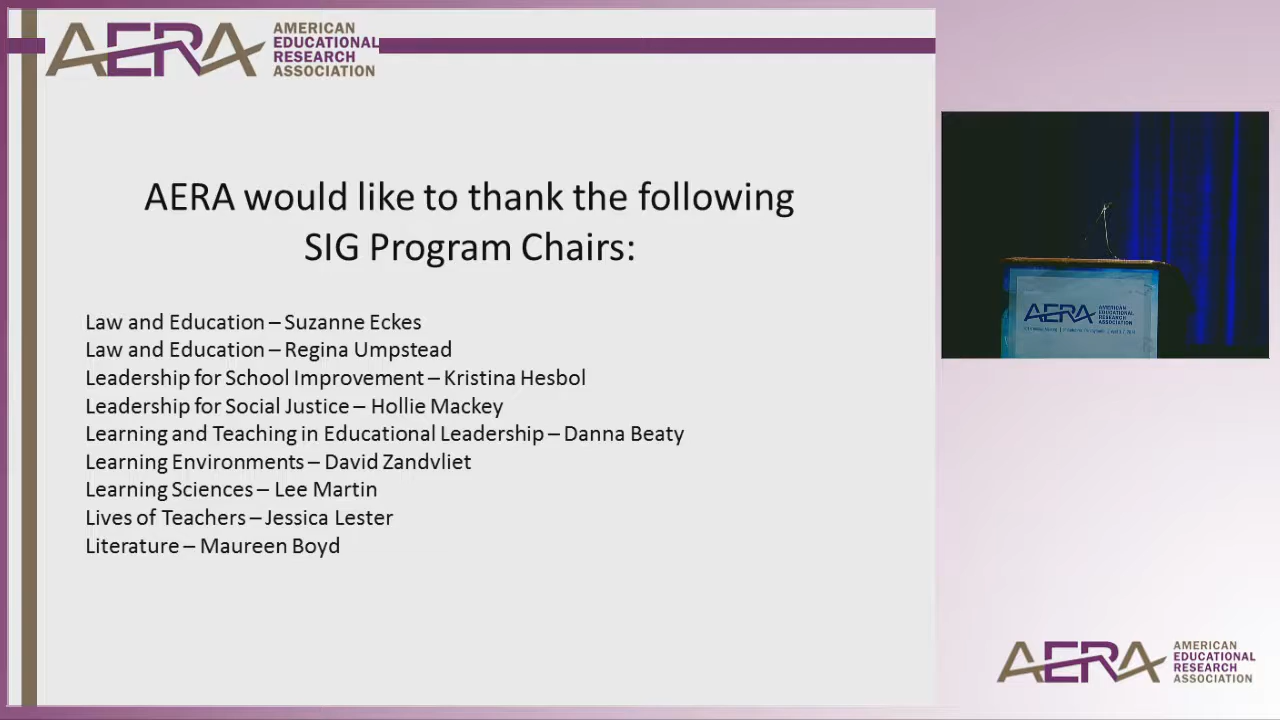 AERA
AMERICAN
EDUCATIONAL
RESEARCH
ASSOCIATION
AERA would like to thank the following
SIG Program Chairs:
Law and Education – Suzanne Eckes
Law and Education – Regina Umpstead
Leadership for School Improvement – Kristina Hesbol
Leadership for Social Justice – Hollie Mackey
Learning and Teaching in Educational Leadership – Danna Beaty
Learning Environments – David Zandvliet
Learning Sciences – Lee Martin
Lives of Teachers – Jessica Lester
Literature – Maureen Boyd
AERA
AMERICAN
EDUCATIONAL
RESEARCH
ASSOCIATION
AERA
AMERICAN
EDUCATIONAL
RESEARCH
ASSOCIATION